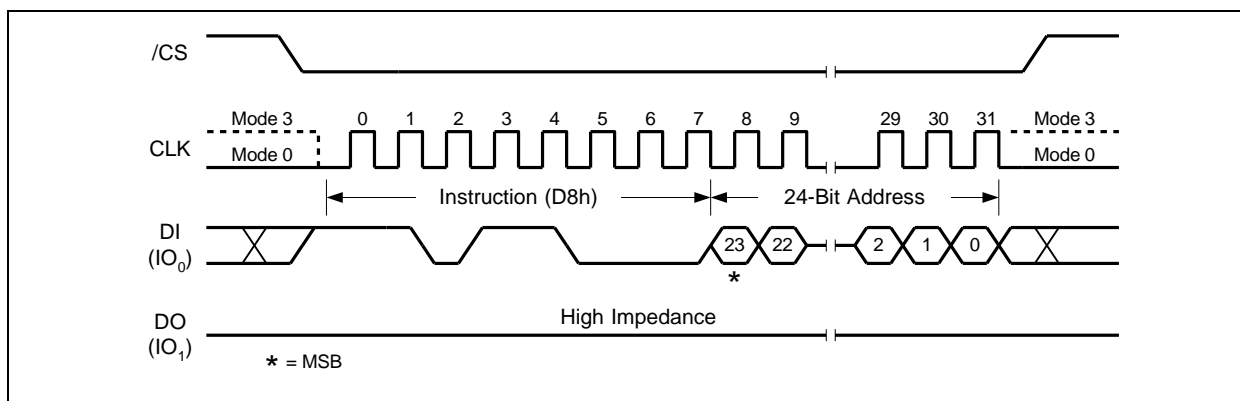 /CS
Mode 3
0 1 2 3 4 5 6 7 8 9 29 30 31
Mode 3
CLK
Mode 0
Mode 0
Instruction (D8h)
24-Bit Address
DI
(IO0)
23 22 2 1 0
*
High Impedance
DO
(IO1)
* = MSB